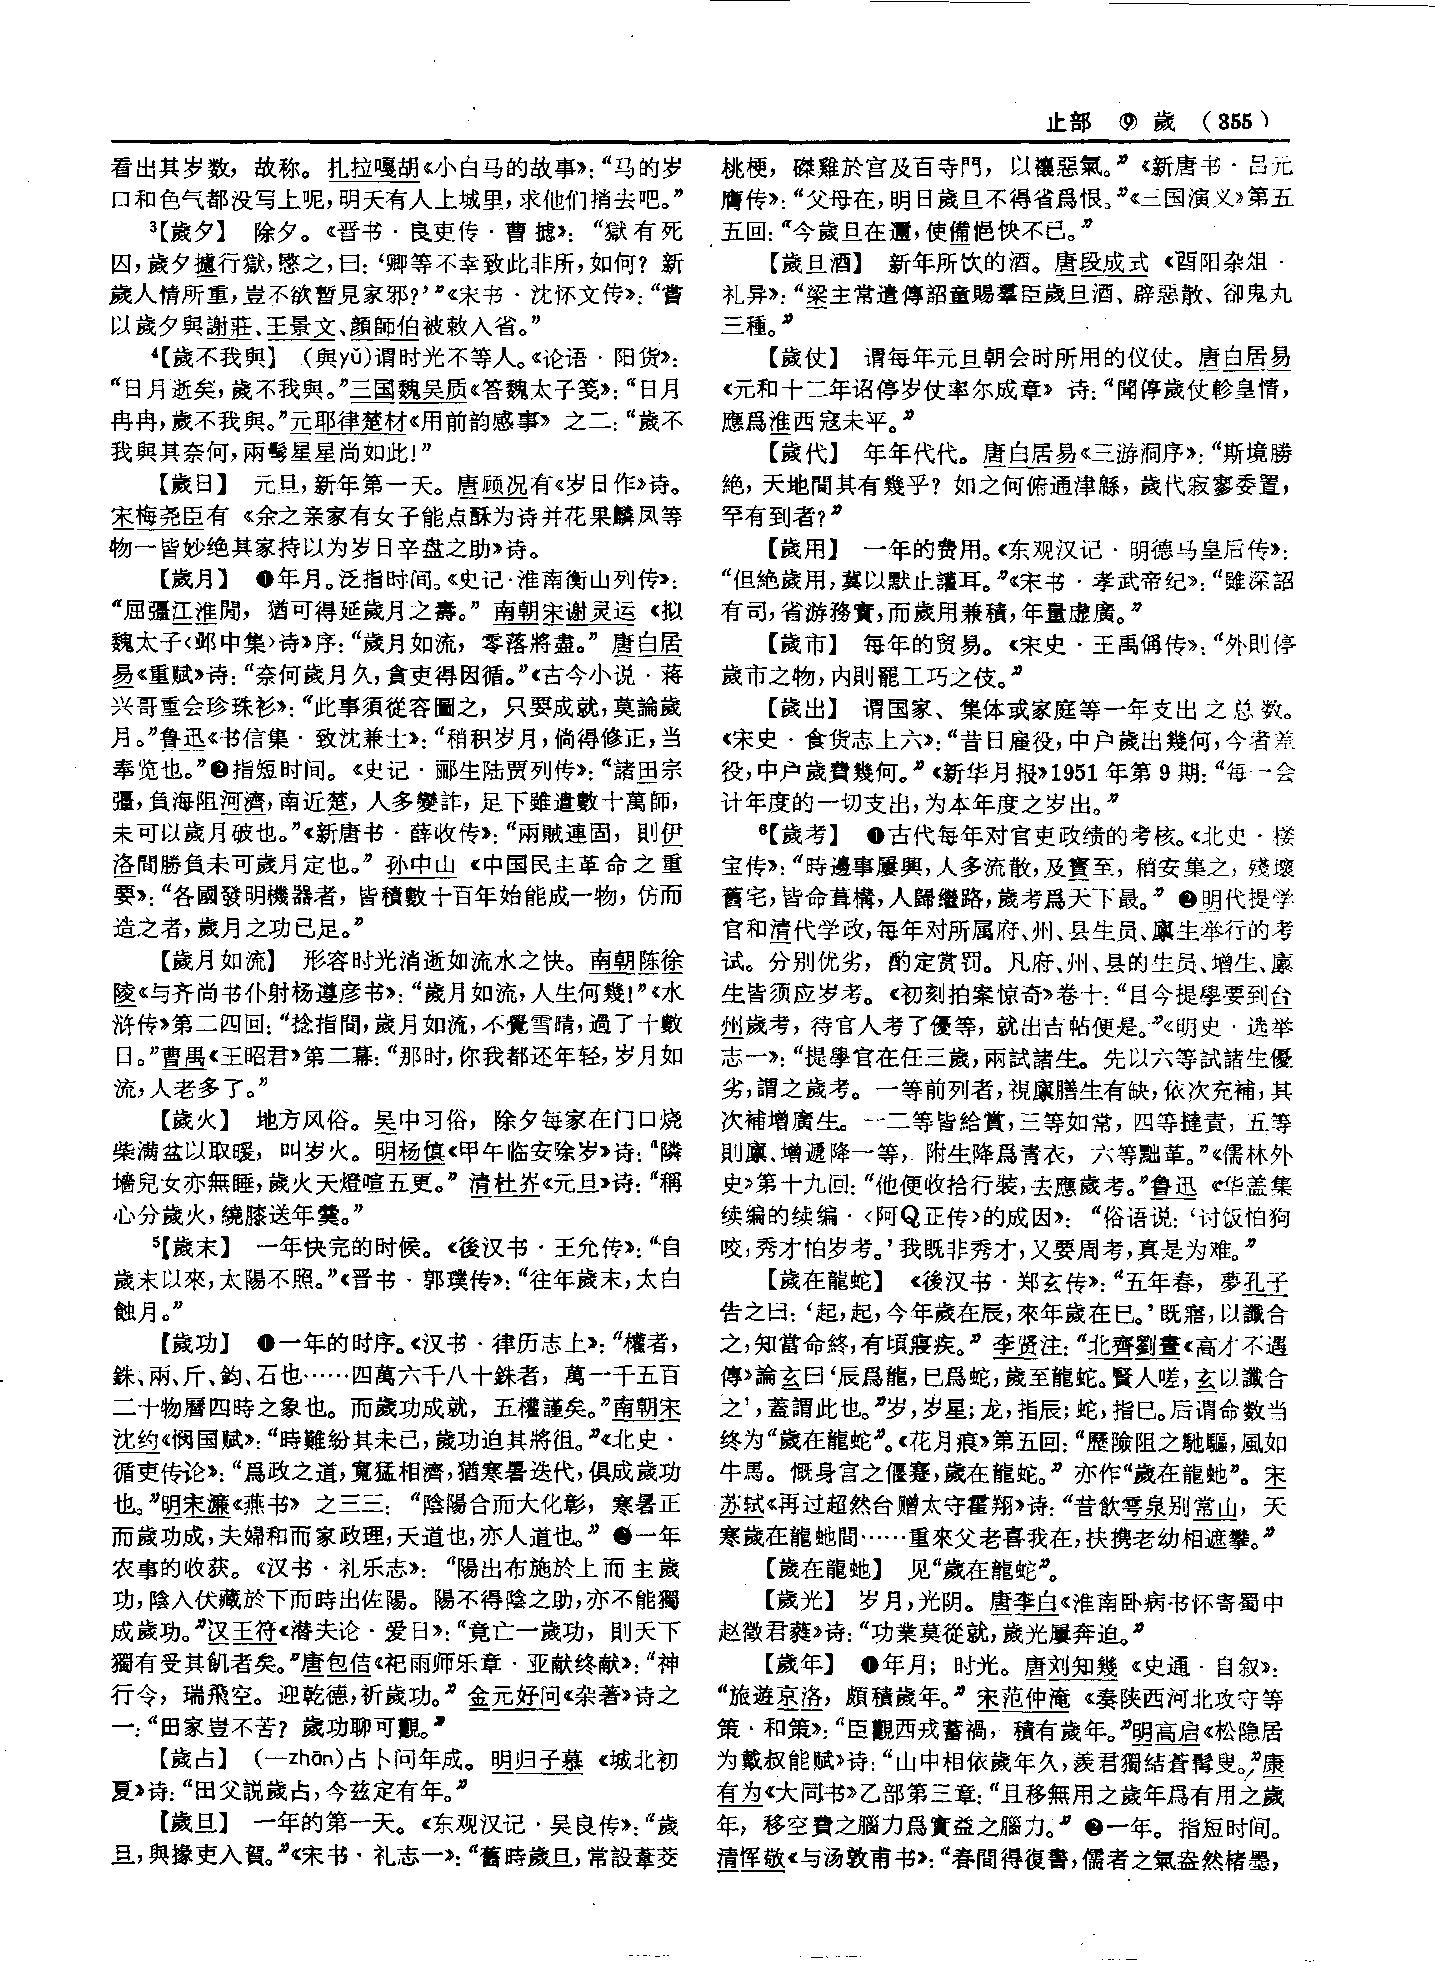 止部 ⑨ 歲 （355）
看出其岁数，故称。扎拉嘎胡《小白马的故事》：“马的岁
口和色气都没写上呢，明天有人上城里，求他们捎去吧。”
³【歲夕】 除夕。《晋书·良吏传·曹摅》：“獄有死
囚，歲夕攄行獄，愍之，曰：‘卿等不幸致此非所，如何？新
歲人情所重，豈不欲暫見家邪？’”《宋书·沈怀文传》：“嘗
以歲夕與謝莊、王景文、顏師伯被敕入省。”
⁴【歲不我與】 （與yǔ）谓时光不等人。《论语·阳货》：
“日月逝矣，歲不我與。”三国魏吴质《答魏太子笺》：“日月
冉冉，歲不我與。”元耶律楚材《用前韵感事》之二：“歲不
我與其奈何，兩鬢星星尚如此！”
【歲日】 元旦，新年第一天。唐顾况有《岁日作》诗。
宋梅尧臣有《余之亲家有女子能点酥为诗并花果麟凤等
物一皆妙绝其家持以为岁日辛盘之助》诗。
【歲月】 ❶年月。泛指时间。《史记·淮南衡山列传》：
“屈彊江淮間，猶可得延歲月之壽。”南朝宋谢灵运《拟
魏太子〈邺中集〉诗》序：“歲月如流，零落將盡。”唐白居
易《重赋》诗：“奈何歲月久，貪吏得因循。”《古今小说·蒋
兴哥重会珍珠衫》：“此事須從容圖之，只要成就，莫論歲
月。”鲁迅《书信集·致沈兼士》：“稍积岁月，倘得修正，当
奉览也。”❷指短时间。《史记·郦生陆贾列传》：“諸田宗
彊，負海阻河濟，南近楚，人多變詐，足下雖遣數十萬師，
未可以歲月破也。”《新唐书·薛收传》：“兩賊連固，則伊
洛間勝負未可歲月定也。”孙中山《中国民主革命之重
要》：“各國發明機器者，皆積數十百年始能成一物，仿而
造之者，歲月之功已足。”
【歲月如流】 形容时光消逝如流水之快。南朝陈徐
陵《与齐尚书仆射杨遵彦书》：“歲月如流，人生何幾！”《水
浒传》第二四回：“捻指間，歲月如流，不覺雪晴，過了十數
日。”曹禺《王昭君》第二幕：“那时，你我都还年轻，岁月如
流，人老多了。”
【歲火】 地方风俗。吴中习俗，除夕每家在门口烧
柴满盆以取暖，叫岁火。明杨慎《甲午临安除岁》诗：“隣
墻兒女亦無睡，歲火天燈喧五更。”清杜岕《元旦》诗：“稱
心分歲火，繞膝送年羹。”
⁵【歲末】 一年快完的时候。《後汉书·王允传》：“自
歲末以來，太陽不照。”《晋书·郭璞传》：“往年歲末，太白
蝕月。”
【歲功】 ❶一年的时序。《汉书·律历志上》：“權者，
銖、兩、斤、鈞、石也……四萬六千八十銖者，萬一千五百
二十物曆四時之象也。而歲功成就，五權謹矣。”南朝宋
沈约《悯国赋》：“時難紛其未已，歲功迫其將徂。”《北史·
循吏传论》：“爲政之道，寬猛相濟，猶寒暑迭代，俱成歲功
也。”明宋濂《燕书》之三三：“陰陽合而大化彰，寒暑正
而歲功成，夫婦和而家政理，天道也，亦人道也。”❷一年
农事的收获。《汉书·礼乐志》：“陽出布施於上而主歲
功，陰入伏藏於下而時出佐陽。陽不得陰之助，亦不能獨
成歲功。”汉王符《潜夫论·爱日》：“竟亡一歲功，則天下
獨有受其飢者矣。”唐包佶《祀雨师乐章·亚献终献》：“神
行令，瑞飛空。迎乾德，祈歲功。”金元好问《杂著》诗之
一：“田家豈不苦？歲功聊可觀。”
【歲占】 （一zhān）占卜问年成。明归子慕《城北初
夏》诗：“田父説歲占，今兹定有年。”
【歲旦】 一年的第一天。《东观汉记·吴良传》：“歲
旦，與掾吏入賀。”《宋书·礼志一》：“舊時歲旦，常設葦茭
桃梗，磔雞於宫及百寺門，以禳惡氣。”《新唐书·吕元
膺传》：“父母在，明日歲旦不得省爲恨。”《三国演义》第五
五回：“今歲旦在邇，使備悒怏不已。”
【歲旦酒】 新年所饮的酒。唐段成式《酉阳杂俎·
礼异》：“梁主常遣傳詔童賜羣臣歲旦酒、辟惡散、卻鬼丸
三種。”
【歲仗】 谓每年元旦朝会时所用的仪仗。唐白居易
《元和十二年诏停岁仗率尔成章》诗：“聞停歲仗軫皇情，
應爲淮西寇未平。”
【歲代】 年年代代。唐白居易《三游洞序》：“斯境勝
絶，天地間其有幾乎？如之何俯通津緜，歲代寂寥委置，
罕有到者？”
【歲用】 一年的费用。《东观汉记·明德马皇后传》：
“但絶歲用，冀以默止讙耳。”《宋书·孝武帝纪》：“雖深詔
有司，省游務實，而歲用兼積，年量虚廣。”
【歲市】 每年的贸易。《宋史·王禹偁传》：“外則停
歲市之物，内則罷工巧之伎。”
【歲出】 谓国家、集体或家庭等一年支出之总数。
《宋史·食货志上六》：“昔日雇役，中户歲出幾何，今者差
役，中户歲費幾何。”《新华月报》1951年第9期：“每一会
计年度的一切支出，为本年度之岁出。”
⁶【歲考】 ❶古代每年对官吏政绩的考核。《北史·楼
宝传》：“時邊事屢興，人多流散，及寶至，稍安集之，殘壞
舊宅，皆命葺構，人歸繼路，歲考爲天下最。”❷明代提学
官和清代学政，每年对所属府、州、县生员、廪生举行的考
试。分别优劣，酌定赏罚。凡府、州、县的生员、增生、廪
生皆须应岁考。《初刻拍案惊奇》卷十：“目今提學要到台
州歲考，待官人考了優等，就出吉帖便是。”《明史·选举
志一》：“提學官在任三歲，兩試諸生。先以六等試諸生優
劣，謂之歲考。一等前列者，視廩膳生有缺，依次充補，其
次補增廣生。一二等皆給賞，三等如常，四等撻責，五等
則廩、增遞降一等，附生降爲青衣，六等黜革。”《儒林外
史》第十九回：“他便收拾行裝，去應歲考。”鲁迅《华盖集
续编的续编·〈阿Q正传〉的成因》：“俗语说：‘讨饭怕狗
咬，秀才怕岁考。’我既非秀才，又要周考，真是为难。”
【歲在龍蛇】 《後汉书·郑玄传》：“五年春，夢孔子
告之曰：‘起，起，今年歲在辰，來年歲在巳。’既寤，以讖合
之，知當命終，有頃寢疾。”李贤注：“北齊劉晝《高才不遇
傳》論玄曰‘辰爲龍，巳爲蛇，歲至龍蛇賢人嗟，玄以讖合
之’，蓋謂此也。”岁，岁星；龙，指辰；蛇，指巳。后谓命数当
终为“歲在龍蛇”。《花月痕》第五回：“歷險阻之馳驅，風如
牛馬。慨身宫之偃蹇，歲在龍蛇。”亦作“歲在龍虵”。宋
苏轼《再过超然台赠太守霍翔》诗：“昔飲雩泉别常山，天
寒歲在龍虵間……重來父老喜我在，扶携老幼相遮攀。”
【歲在龍虵】 见“歲在龍蛇”。
【歲光】 岁月，光阴。唐李白《淮南卧病书怀寄蜀中
赵徵君蕤》诗：“功業莫從就，歲光屢奔迫。”
【歲年】 ❶年月；时光。唐刘知幾《史通·自叙》：
“旅遊京洛，頗積歲年。”宋范仲淹《奏陕西河北攻守等
策·和策》：“臣觀西戎蓄禍，積有歲年。”明高启《松隐居
为戴叔能赋》诗：“山中相依歲年久，羨君獨結蒼髯叟。”康
有为《大同书》乙部第三章：“且移無用之歲年爲有用之歲
年，移空費之腦力爲實益之腦力。”❷一年。指短时间。
清恽敬《与汤敦甫书》：“春間得復書，儒者之氣盎然楮墨，